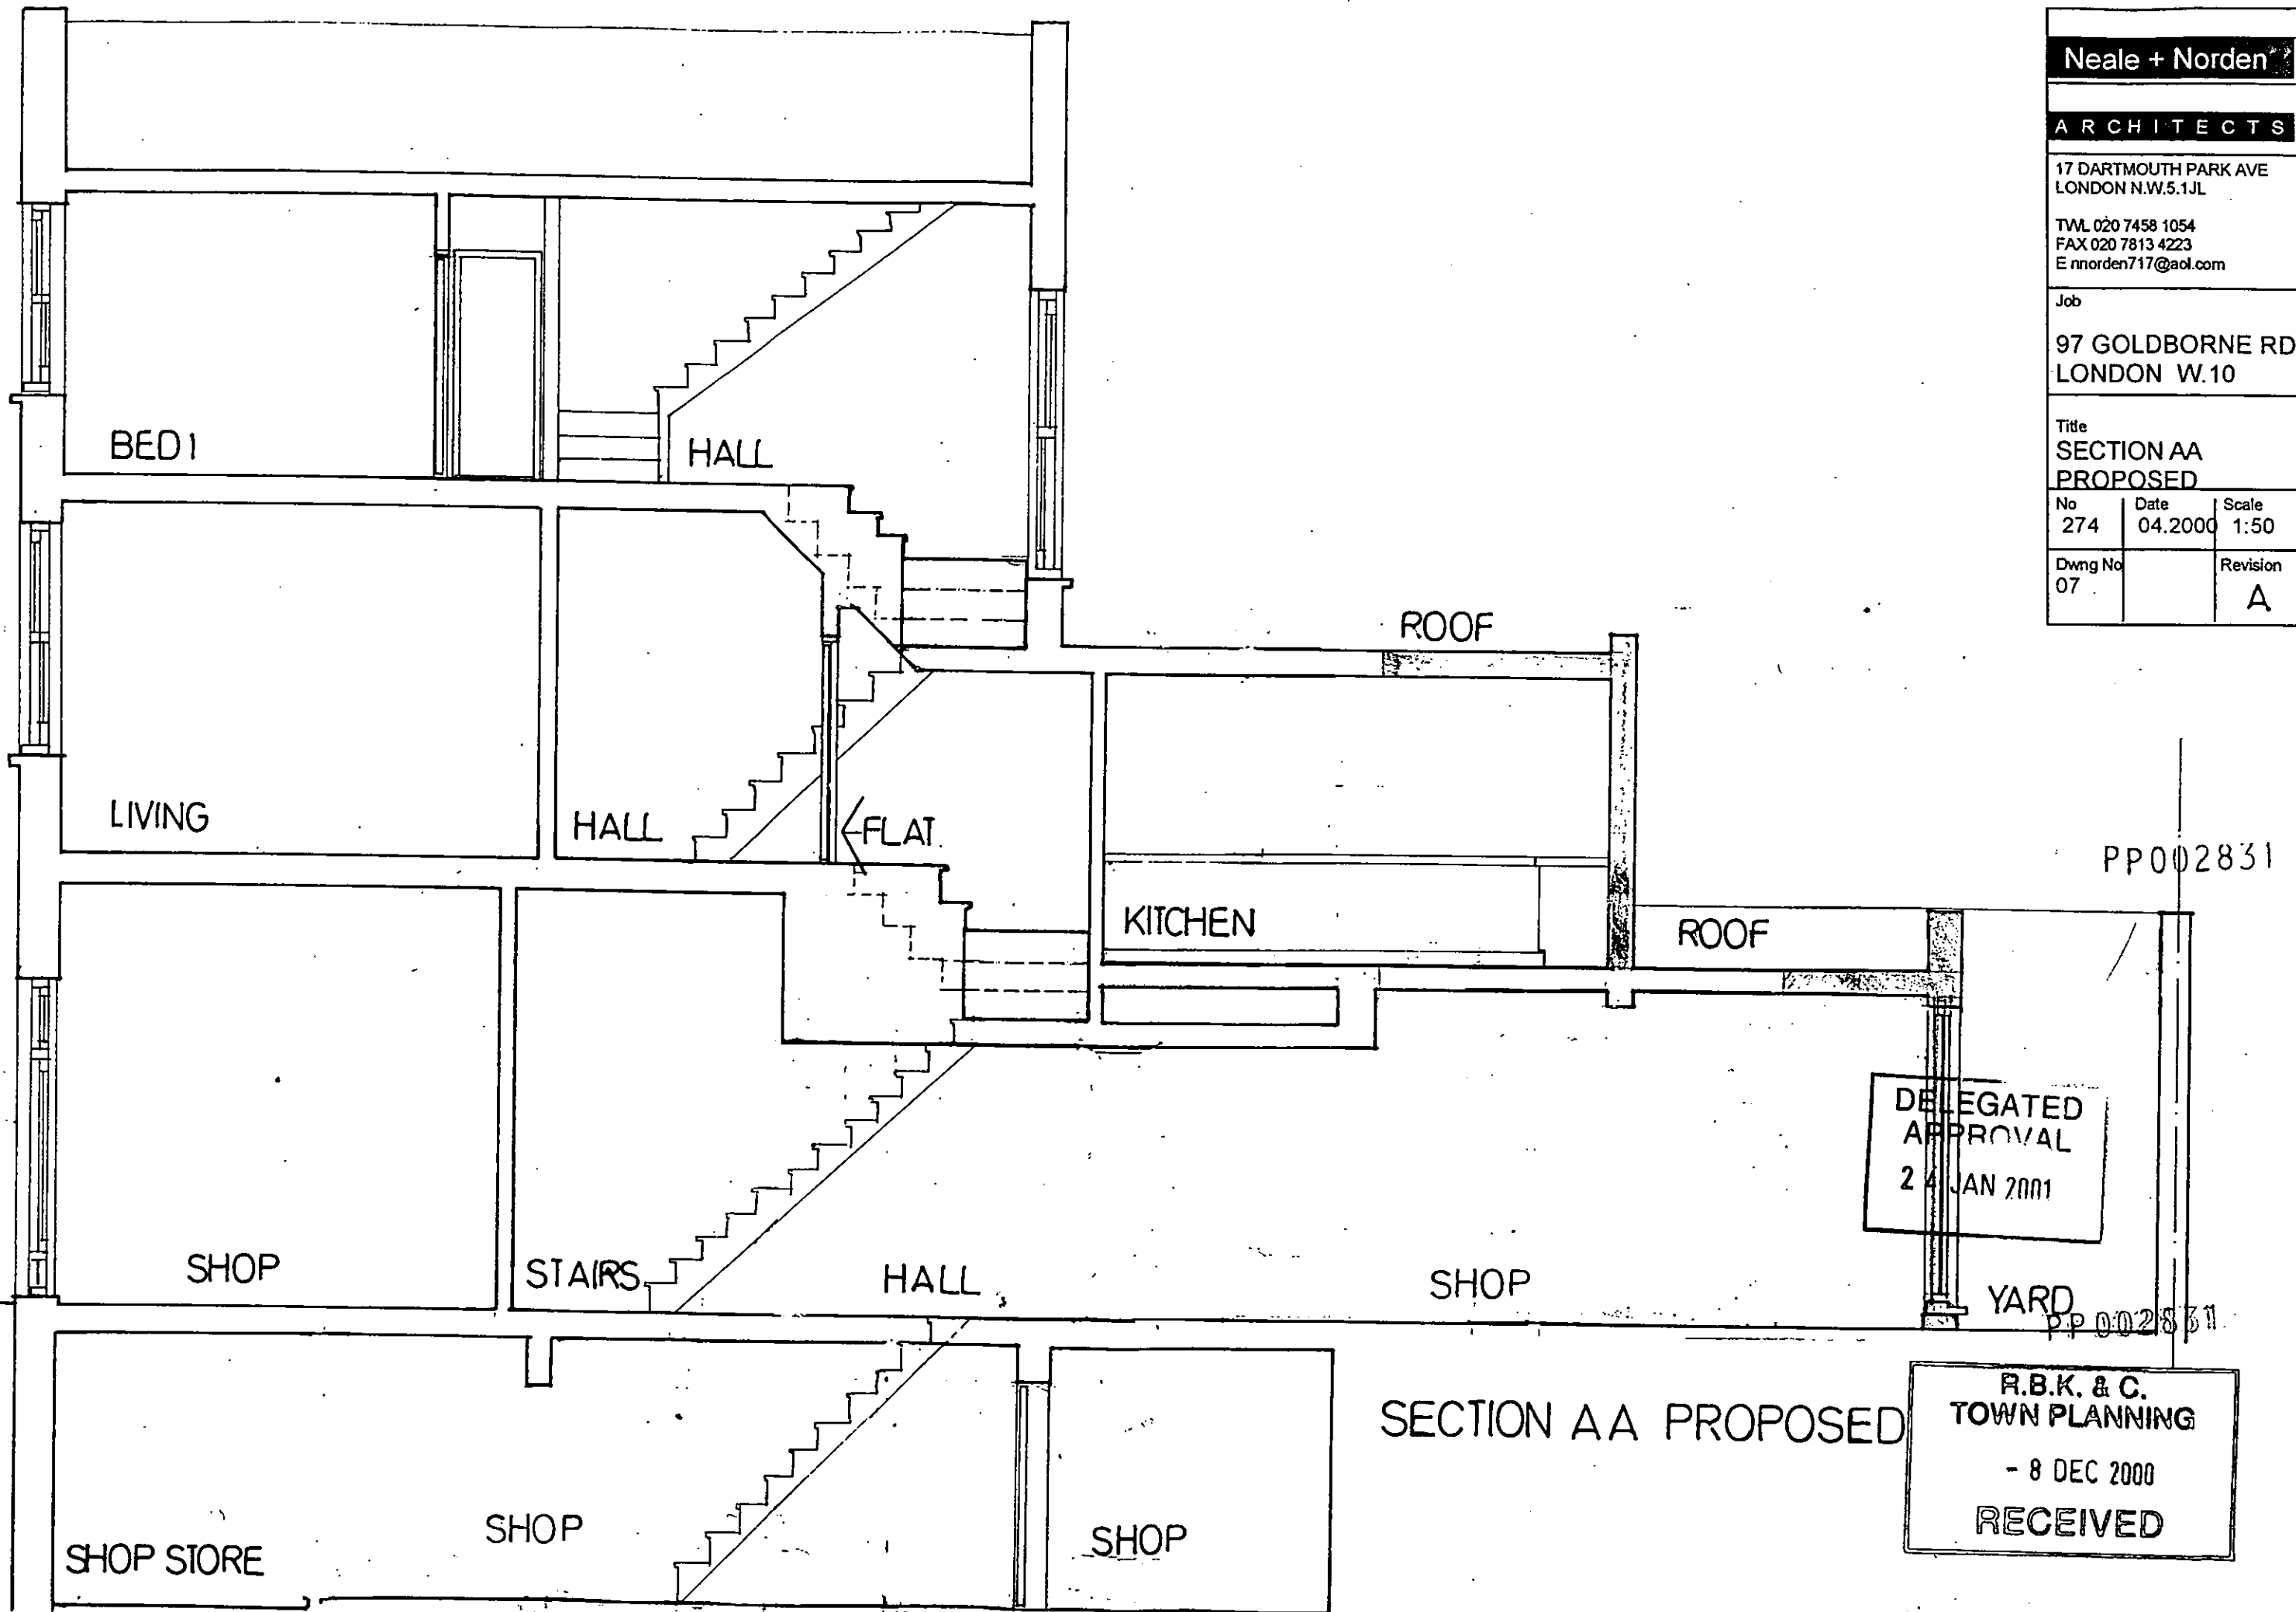 Neale + Norden
ARCHITECTS
17 DARTMOUTH PARK AVE
LONDON N.W.5.1JL
TWL 020 7458 1054
FAX 020 7813 4223
E nnorden717@aol.com
Job
97 GOLDBORNE RD
LONDON W.10
Title
SECTION AA
PROPOSED
No Date Scale
274 04.2000 1:50
Dwng No Revision
07 A
BED 1
HALL
ROOF
LIVING
HALL
FLAT
KITCHEN
ROOF
PP002831
DELEGATED
APPROVAL
24 JAN 2001
SHOP
STAIRS
HALL
SHOP
YARD
PP002831
SECTION AA PROPOSED
R.B.K. & C.
TOWN PLANNING
- 8 DEC 2000
RECEIVED
SHOP STORE
SHOP
SHOP